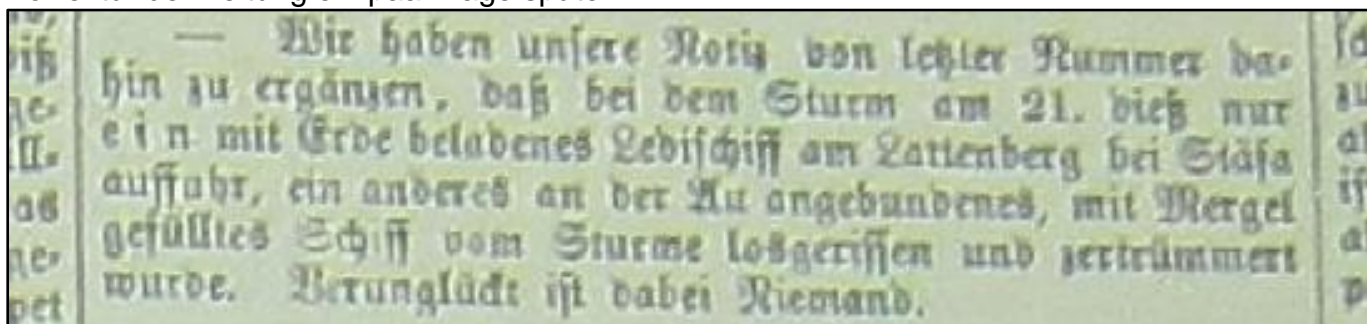 — Wir haben unsere Notiz von letzter Nummer da-
hin zu ergänzen, daß bei dem Sturm am 21. dieß nur
e i n mit Erde beladenes Ledischiff am Lattenberg bei Stäfa
auffuhr, ein anderes an der Au angebundenes, mit Mergel
gefülltes Schiff vom Sturme losgerissen und zertrümmert
wurde. Verunglückt ist dabei Niemand.